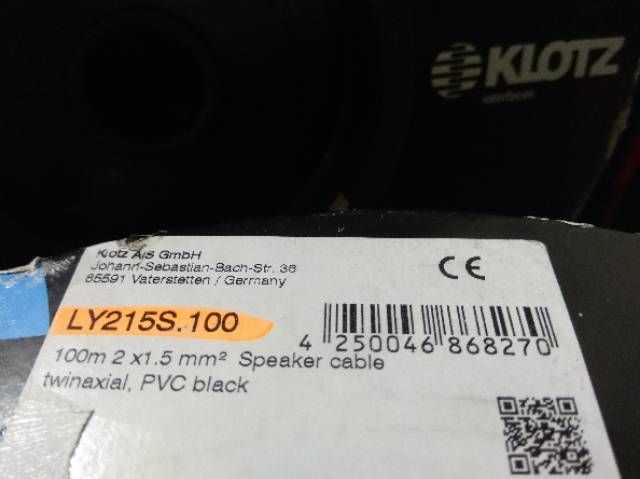 KLOTZ
Klotz AIS GmbH
Johann-Sebastian-Bach-Str. 36
85591 Vaterstetten / Germany
CE
LY215S.100
4 250046 868270
100m 2 x1.5 mm² Speaker cable
twinaxial, PVC black